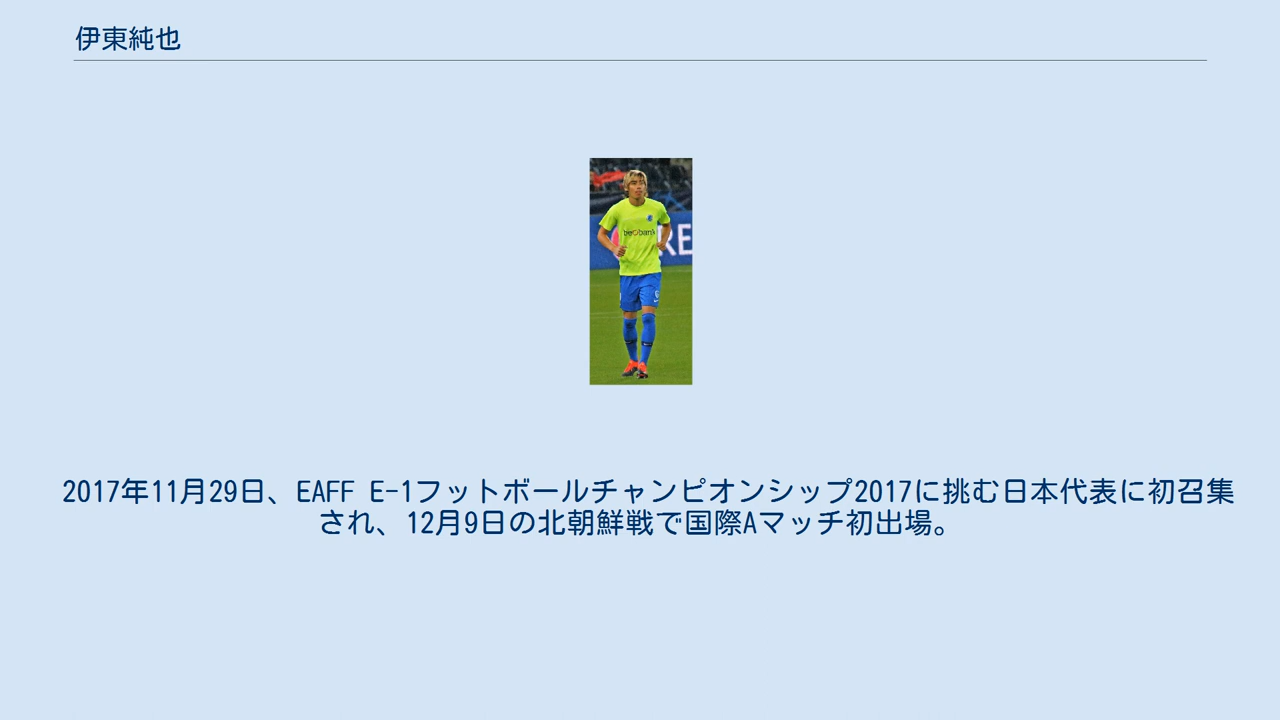 伊東純也
beobank
RE
2017年11月29日、EAFF E-1フットボールチャンピオンシップ2017に挑む日本代表に初召集
され、12月9日の北朝鮮戦で国際Aマッチ初出場。